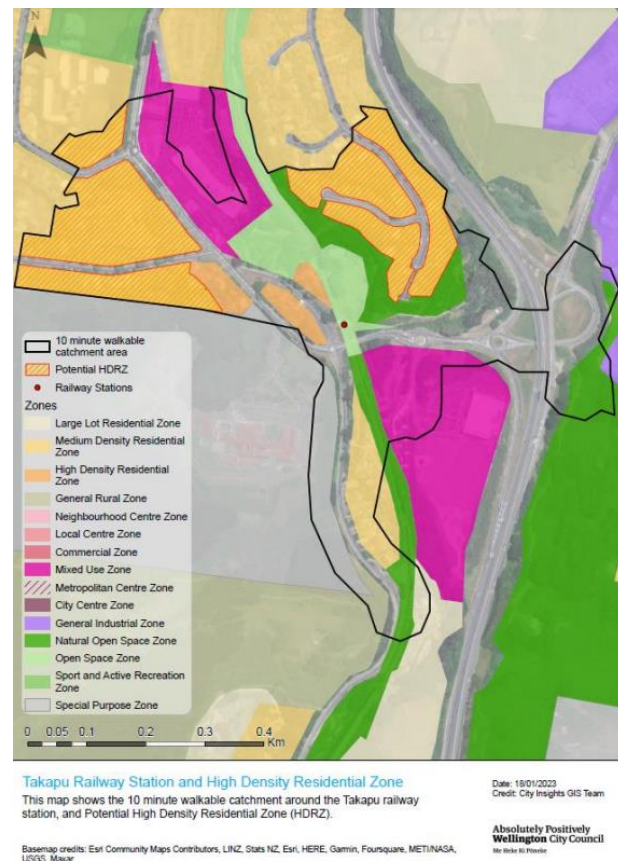 N
10 minute walkable
catchment area
Potential HDRZ
Railway Stations
Zones
Large Lot Residential Zone
Medium Density Residential
Zone
High Density Residential
Zone
General Rural Zone
Neighbourhood Centre Zone
Local Centre Zone
Commercial Zone
Mixed Use Zone
Metropolitan Centre Zone
City Centre Zone
General Industrial Zone
Natural Open Space Zone
Open Space Zone
Sport and Active Recreation
Zone
Special Purpose Zone
0 0.05 0.1 0.2 0.3 0.4
Km
Takapu Railway Station and High Density Residential Zone
This map shows the 10 minute walkable catchment around the Takapu railway
station, and Potential High Density Residential Zone (HDRZ).
Basemap credits: Esri Community Maps Contributors, LINZ, Stats NZ, Esri, HERE, Garmin, Foursquare, METI/NASA,
USGS, Maxar
Date: 18/01/2023
Credit: City Insights GIS Team
Absolutely Positively
Wellington City Council
Me Heke Ki Pōneke